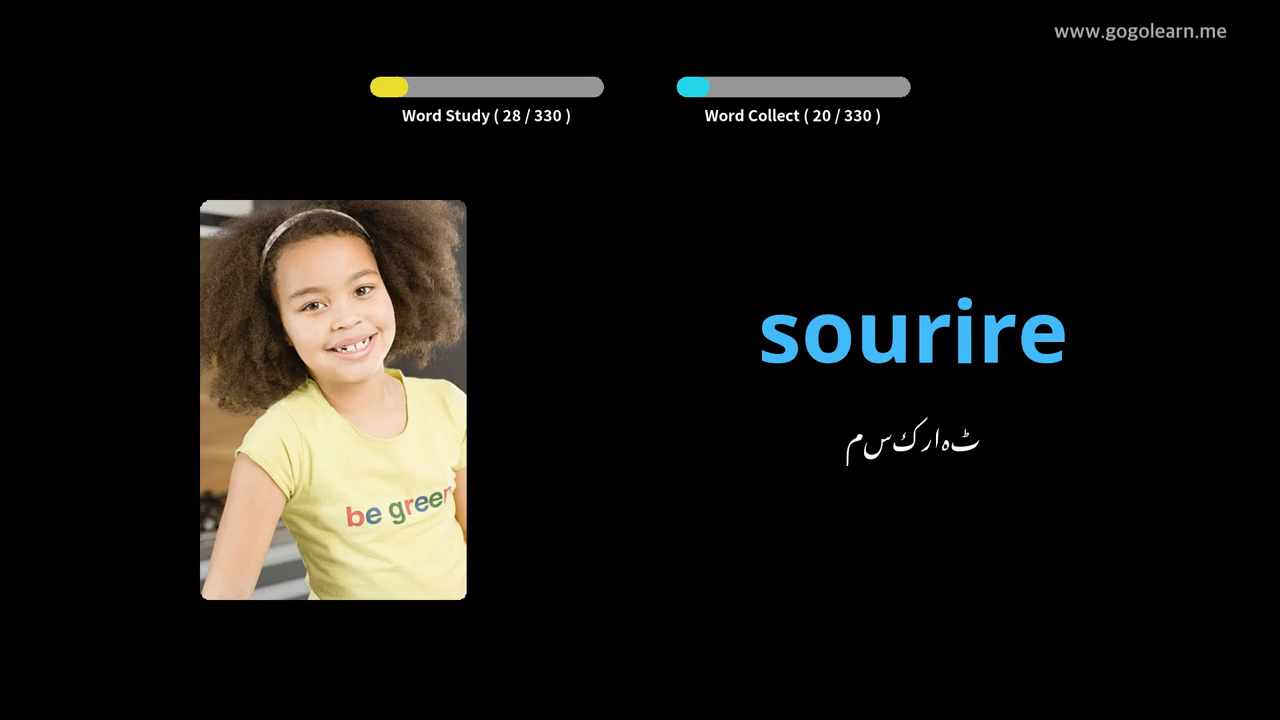 www.gogolearn.me
Word Study ( 28 / 330 )
Word Collect ( 20 / 330 )
sourire
مسکراہٹ
be green